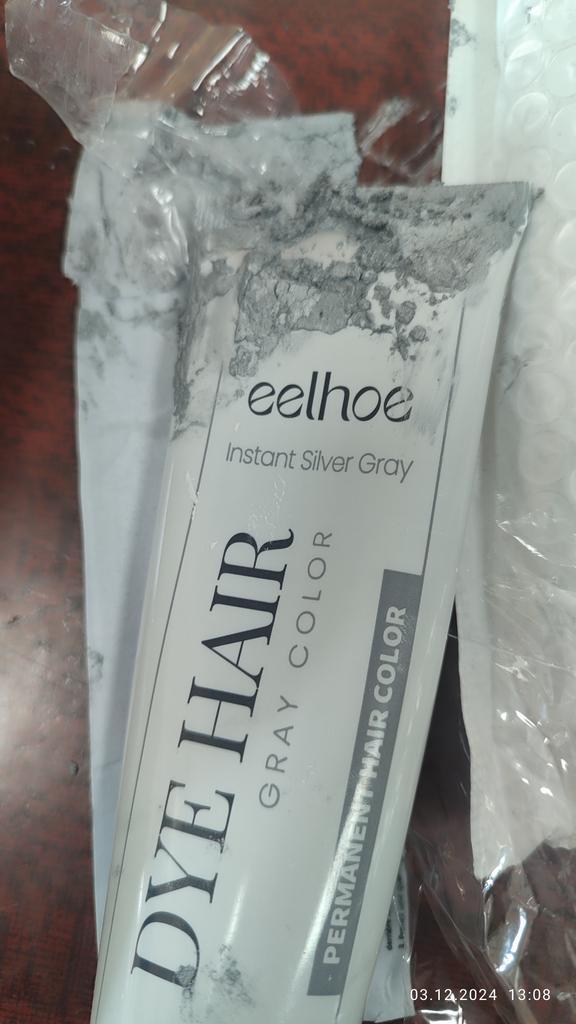 eelhoe
Instant Silver Gray
DYE HAIR
GRAY COLOR
PERMANENT HAIR COLOR
03.12.2024 13:08